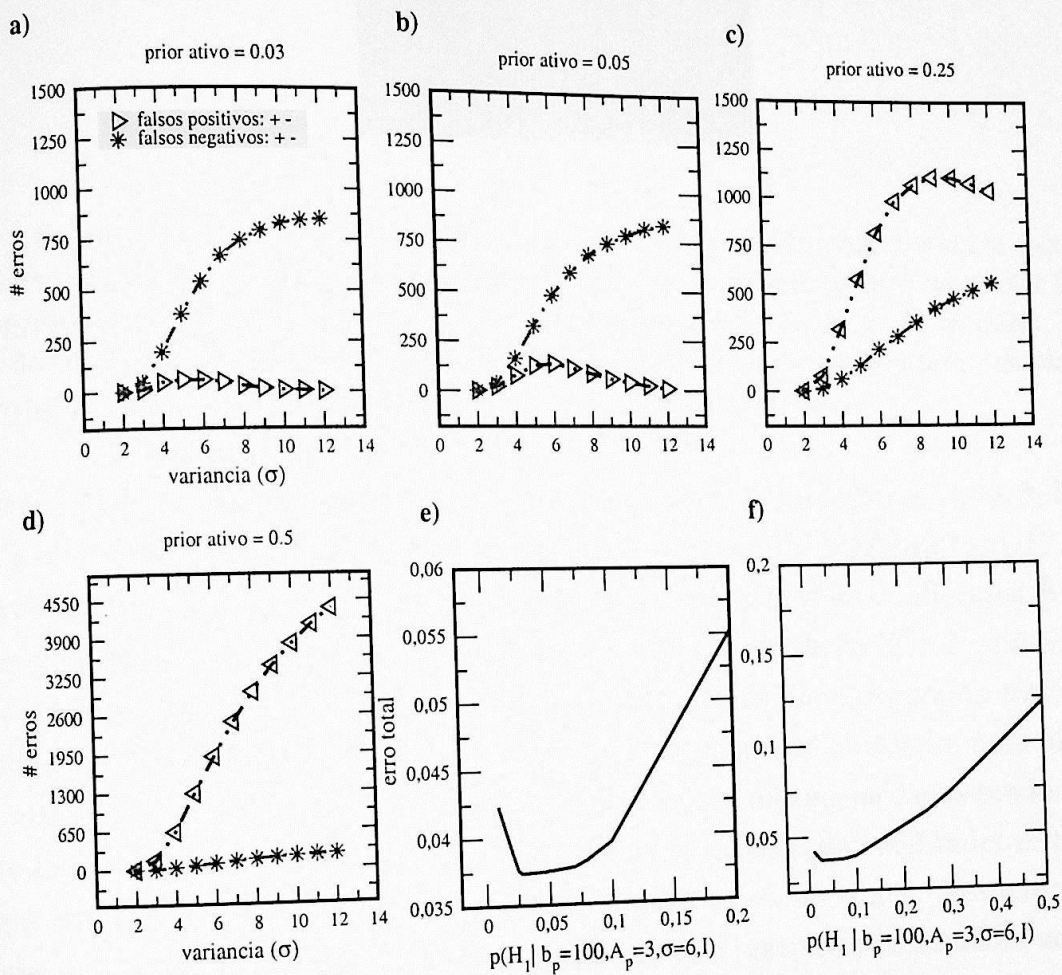 a)
prior ativo = 0.03
1500
1250
1000
750
500
250
0
# erros
▷ falsos positivos: + -
✳ falsos negativos: + -
0 2 4 6 8 10 12 14
variancia (σ)
b)
prior ativo = 0.05
1500
1250
1000
750
500
250
0
0 2 4 6 8 10 12 14
c)
prior ativo = 0.25
1500
1250
1000
750
500
250
0
0 2 4 6 8 10 12 14
d)
prior ativo = 0.5
4550
3900
3250
2600
1950
1300
650
0
# erros
0 2 4 6 8 10 12 14
variancia (σ)
e)
0,06
0,055
0,05
0,045
0,04
0,035
erro total
0 0,05 0,1 0,15 0,2
p(H₁| bₚ=100,Aₚ=3,σ=6,I)
f)
0,2
0,15
0,1
0,05
0 0,1 0,2 0,3 0,4 0,5
p(H₁| bₚ=100,Aₚ=3,σ=6,I)